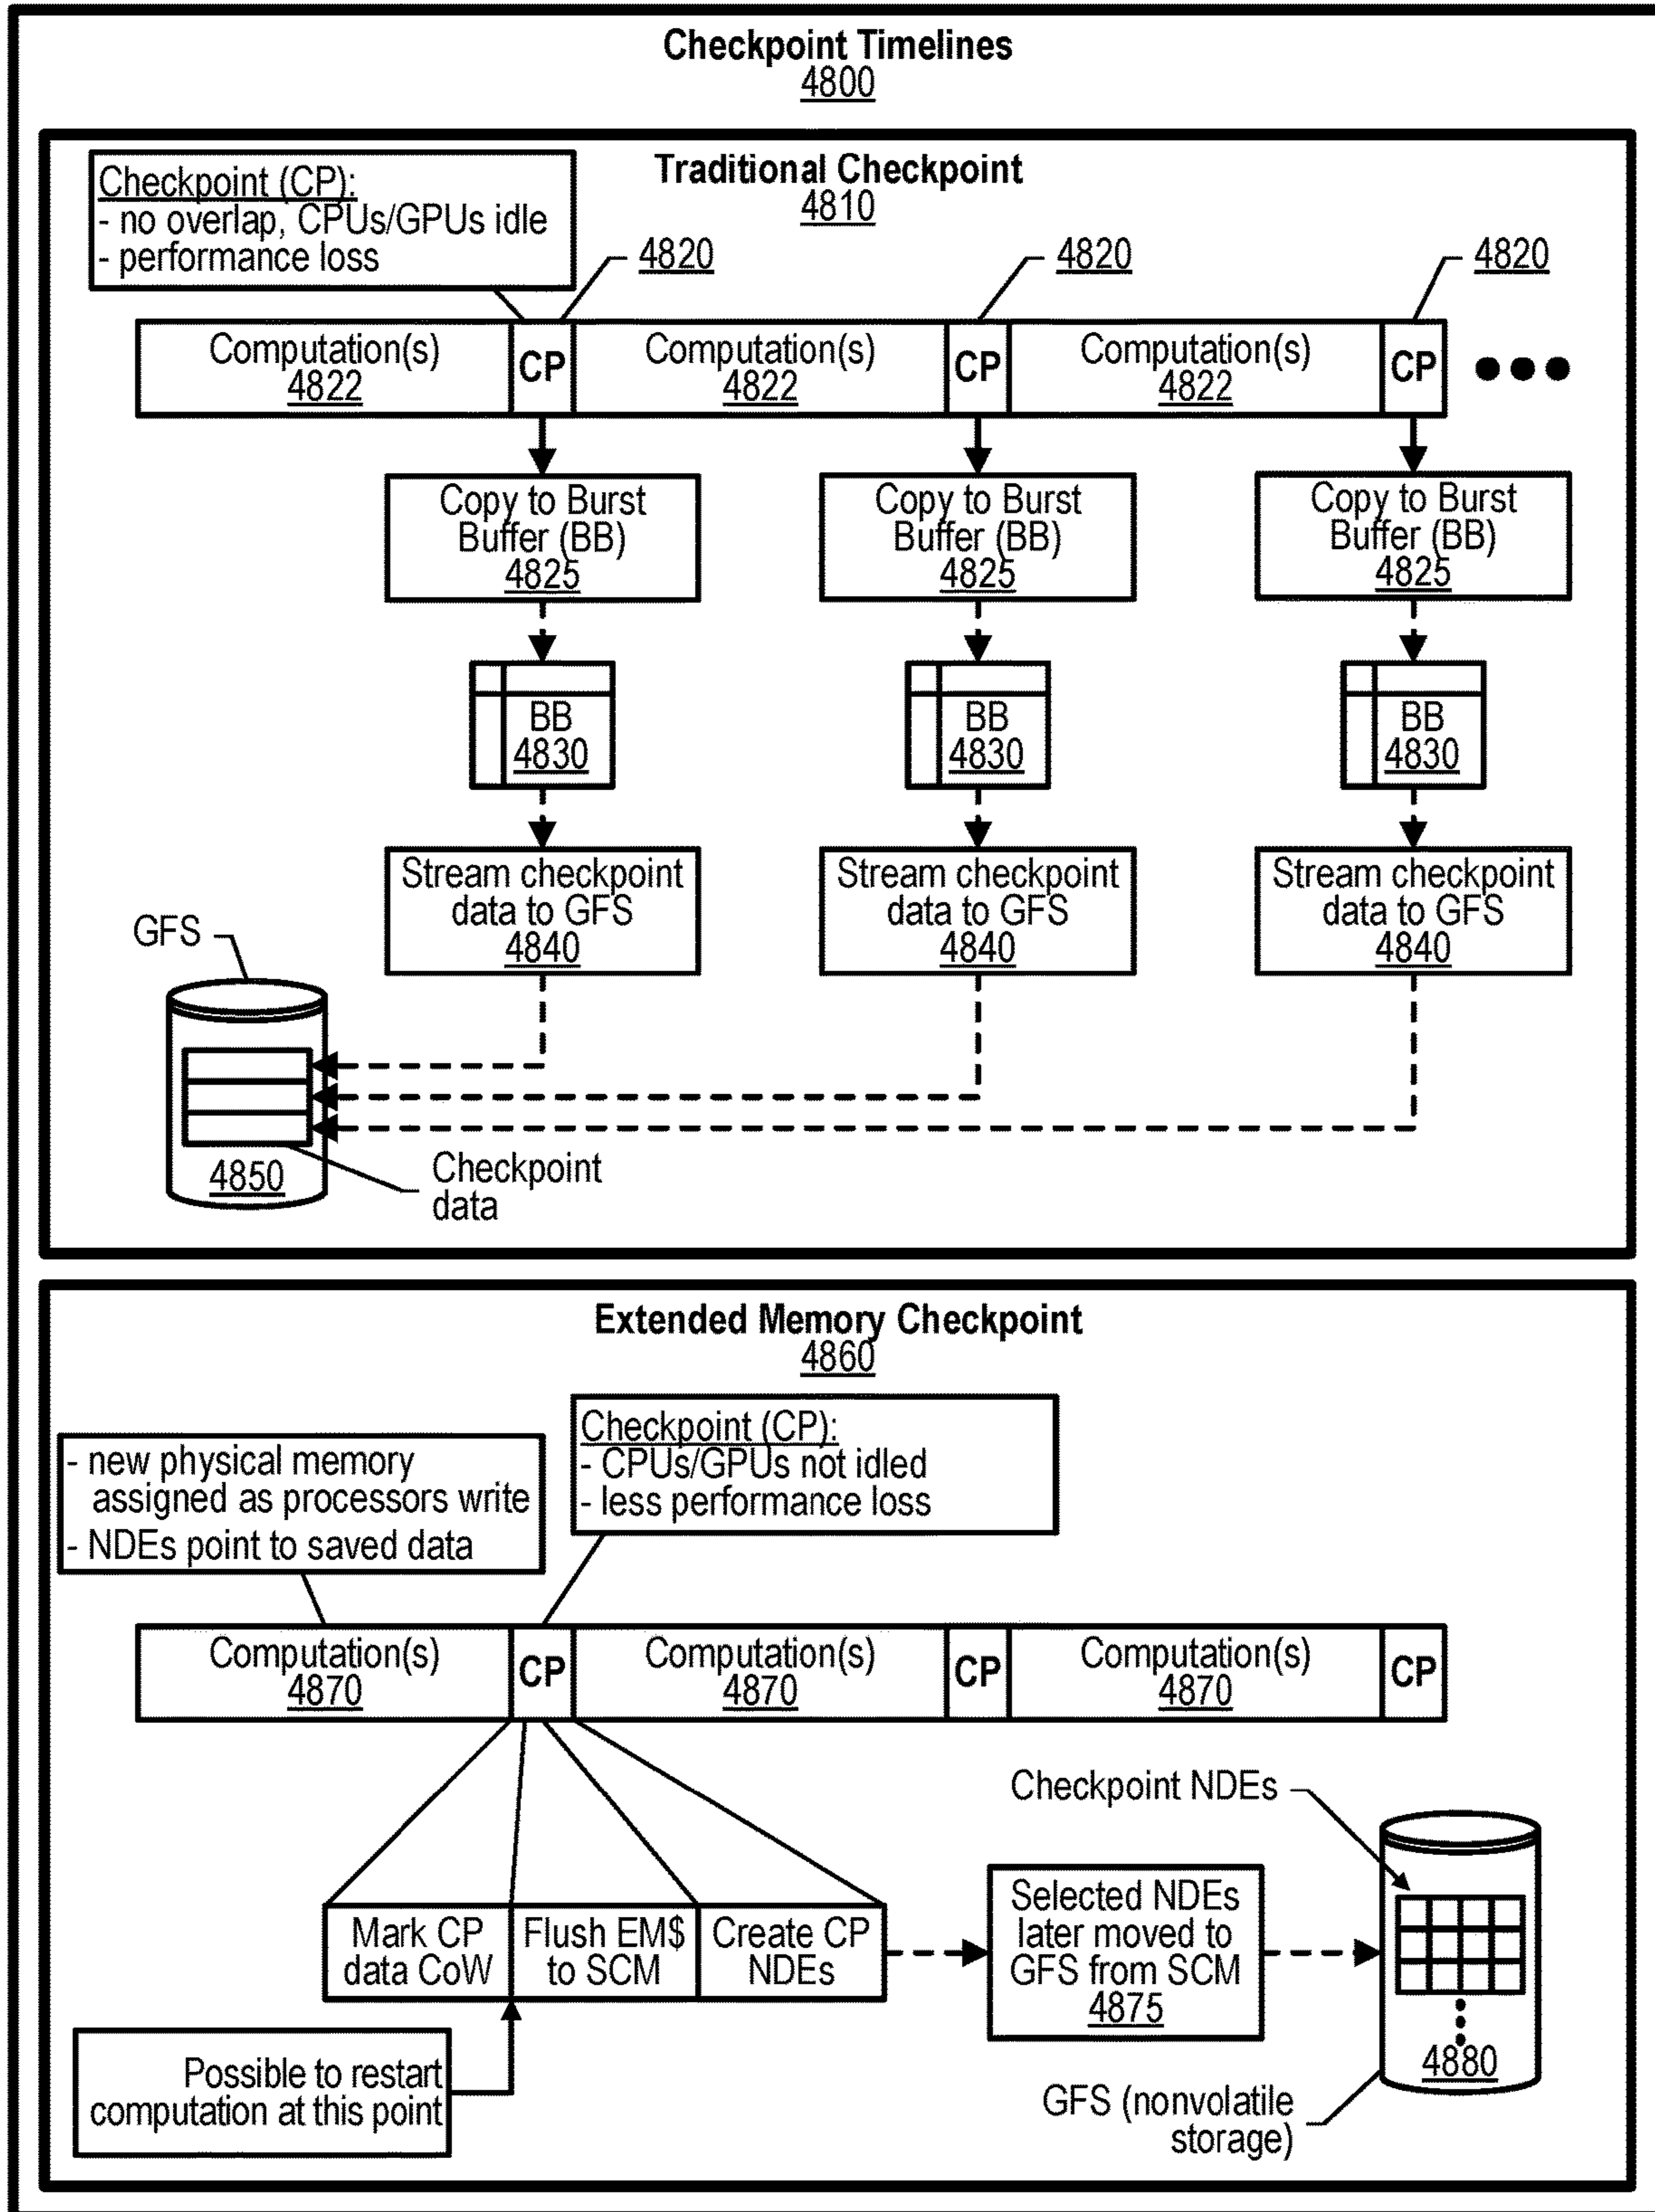 Checkpoint Timelines
4800
Traditional Checkpoint
4810
Checkpoint (CP):
- no overlap, CPUs/GPUs idle
- performance loss
4820
4820
4820
Computation(s)
4822
CP
Computation(s)
4822
CP
Computation(s)
4822
CP
Copy to Burst
Buffer (BB)
4825
Copy to Burst
Buffer (BB)
4825
Copy to Burst
Buffer (BB)
4825
BB
4830
BB
4830
BB
4830
Stream checkpoint
data to GFS
4840
Stream checkpoint
data to GFS
4840
Stream checkpoint
data to GFS
4840
GFS
4850
Checkpoint
data
Extended Memory Checkpoint
4860
- new physical memory
assigned as processors write
- NDEs point to saved data
Checkpoint (CP):
- CPUs/GPUs not idled
- less performance loss
Computation(s)
4870
CP
Computation(s)
4870
CP
Computation(s)
4870
CP
Mark CP
data CoW
Flush EM$
to SCM
Create CP
NDEs
Selected NDEs
later moved to
GFS from SCM
4875
Checkpoint NDEs
4880
GFS (nonvolatile
storage)
Possible to restart
computation at this point